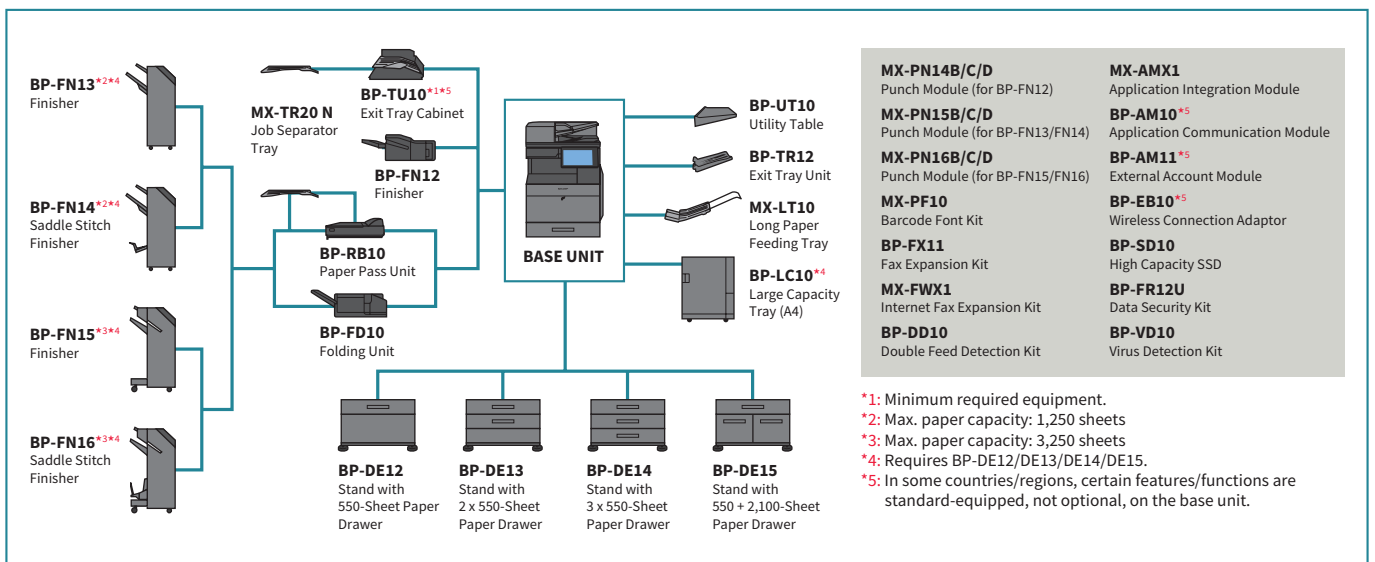 BP-FN13*2*4
Finisher
BP-FN14*2*4
Saddle Stitch
Finisher
BP-FN15*3*4
Finisher
BP-FN16*3*4
Saddle Stitch
Finisher
MX-TR20 N
Job Separator
Tray
BP-TU10*1*5
Exit Tray Cabinet
BP-FN12
Finisher
BP-RB10
Paper Pass Unit
BP-FD10
Folding Unit
BASE UNIT
BP-UT10
Utility Table
BP-TR12
Exit Tray Unit
MX-LT10
Long Paper
Feeding Tray
BP-LC10*4
Large Capacity
Tray (A4)
BP-DE12
Stand with
550-Sheet Paper
Drawer
BP-DE13
Stand with
2 x 550-Sheet
Paper Drawer
BP-DE14
Stand with
3 x 550-Sheet
Paper Drawer
BP-DE15
Stand with
550 + 2,100-Sheet
Paper Drawer
MX-PN14B/C/D
Punch Module (for BP-FN12)
MX-PN15B/C/D
Punch Module (for BP-FN13/FN14)
MX-PN16B/C/D
Punch Module (for BP-FN15/FN16)
MX-PF10
Barcode Font Kit
BP-FX11
Fax Expansion Kit
MX-FWX1
Internet Fax Expansion Kit
BP-DD10
Double Feed Detection Kit
MX-AMX1
Application Integration Module
BP-AM10*5
Application Communication Module
BP-AM11*5
External Account Module
BP-EB10*5
Wireless Connection Adaptor
BP-SD10
High Capacity SSD
BP-FR12U
Data Security Kit
BP-VD10
Virus Detection Kit
*1: Minimum required equipment.
*2: Max. paper capacity: 1,250 sheets
*3: Max. paper capacity: 3,250 sheets
*4: Requires BP-DE12/DE13/DE14/DE15.
*5: In some countries/regions, certain features/functions are
standard-equipped, not optional, on the base unit.